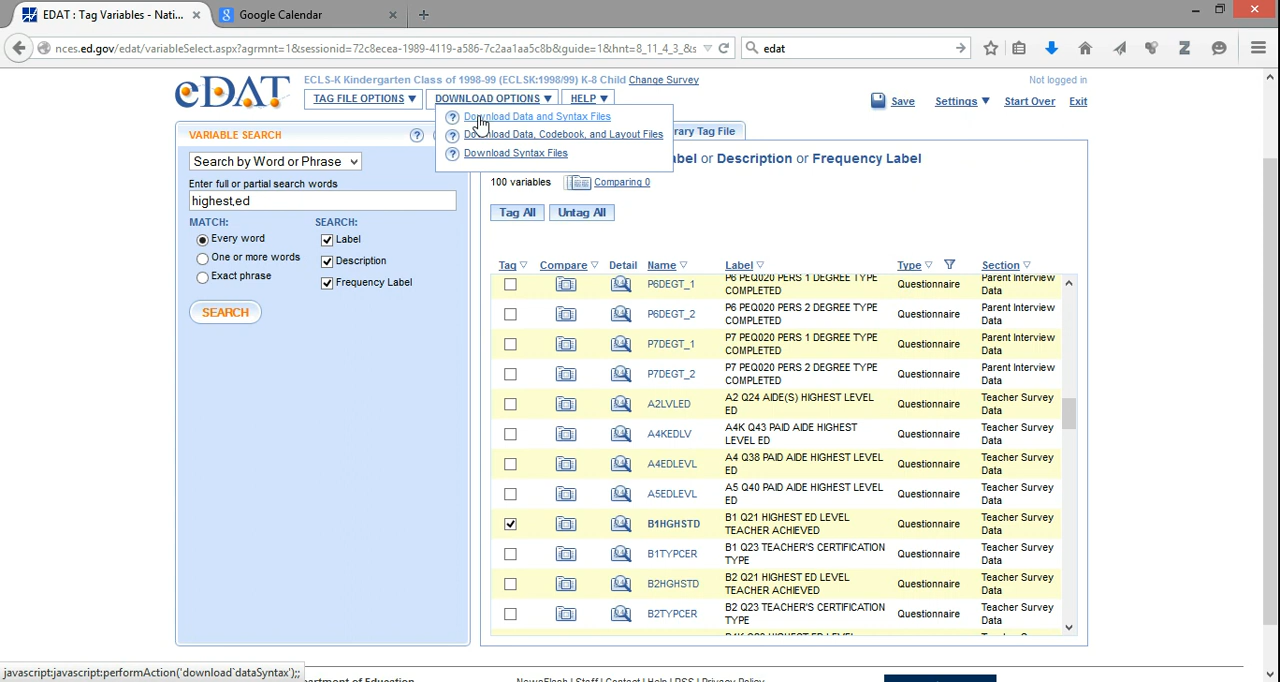 EDAT : Tag Variables - Nati...
Google Calendar
nces.ed.gov/edat/variableSelect.aspx?agrmnt=1&sessionid=72c8ecea-1989-4119-a586-7c2aa1aa5c8b&guide=1&hnt=8_11_4_3_&s
edat
eDAT
ECLS-K Kindergarten Class of 1998-99 (ECLSK:1998/99) K-8 Child Change Survey
Not logged in
TAG FILE OPTIONS
DOWNLOAD OPTIONS
HELP
Save
Settings
Start Over
Exit
Download Data and Syntax Files
Download Data, Codebook, and Layout Files
Download Syntax Files
VARIABLE SEARCH
rary Tag File
Search by Word or Phrase
Enter full or partial search words
highest,ed
MATCH:
SEARCH:
Every word
Label
One or more words
Description
Exact phrase
Frequency Label
SEARCH
abel or Description or Frequency Label
100 variables
Comparing 0
Tag All
Untag All
Tag Compare Detail Name Label Type Section
P6DEGT_1 P6 PEQ020 PERS 1 DEGREE TYPE Questionnaire Parent Interview
COMPLETED Data
P6DEGT_2 P6 PEQ020 PERS 2 DEGREE TYPE Questionnaire Parent Interview
COMPLETED Data
P7DEGT_1 P7 PEQ020 PERS 1 DEGREE TYPE Questionnaire Parent Interview
COMPLETED Data
P7DEGT_2 P7 PEQ020 PERS 2 DEGREE TYPE Questionnaire Parent Interview
COMPLETED Data
A2LVLED A2 Q24 AIDE(S) HIGHEST LEVEL Questionnaire Teacher Survey
ED Data
A4KEDLV A4K Q43 PAID AIDE HIGHEST Questionnaire Teacher Survey
LEVEL ED Data
A4EDLEVL A4 Q38 PAID AIDE HIGHEST LEVEL Questionnaire Teacher Survey
ED Data
A5EDLEVL A5 Q40 PAID AIDE HIGHEST LEVEL Questionnaire Teacher Survey
ED Data
B1HGHSTD B1 Q21 HIGHEST ED LEVEL Questionnaire Teacher Survey
TEACHER ACHIEVED Data
B1TYPCER B1 Q23 TEACHER'S CERTIFICATION Questionnaire Teacher Survey
TYPE Data
B2HGHSTD B2 Q21 HIGHEST ED LEVEL Questionnaire Teacher Survey
TEACHER ACHIEVED Data
B2TYPCER B2 Q23 TEACHER'S CERTIFICATION Questionnaire Teacher Survey
TYPE Data
javascript:javascript:performAction('download`dataSyntax');;
partment of Education
NewsFlash | Staff | Contact | Help | RSS | Privacy Policy